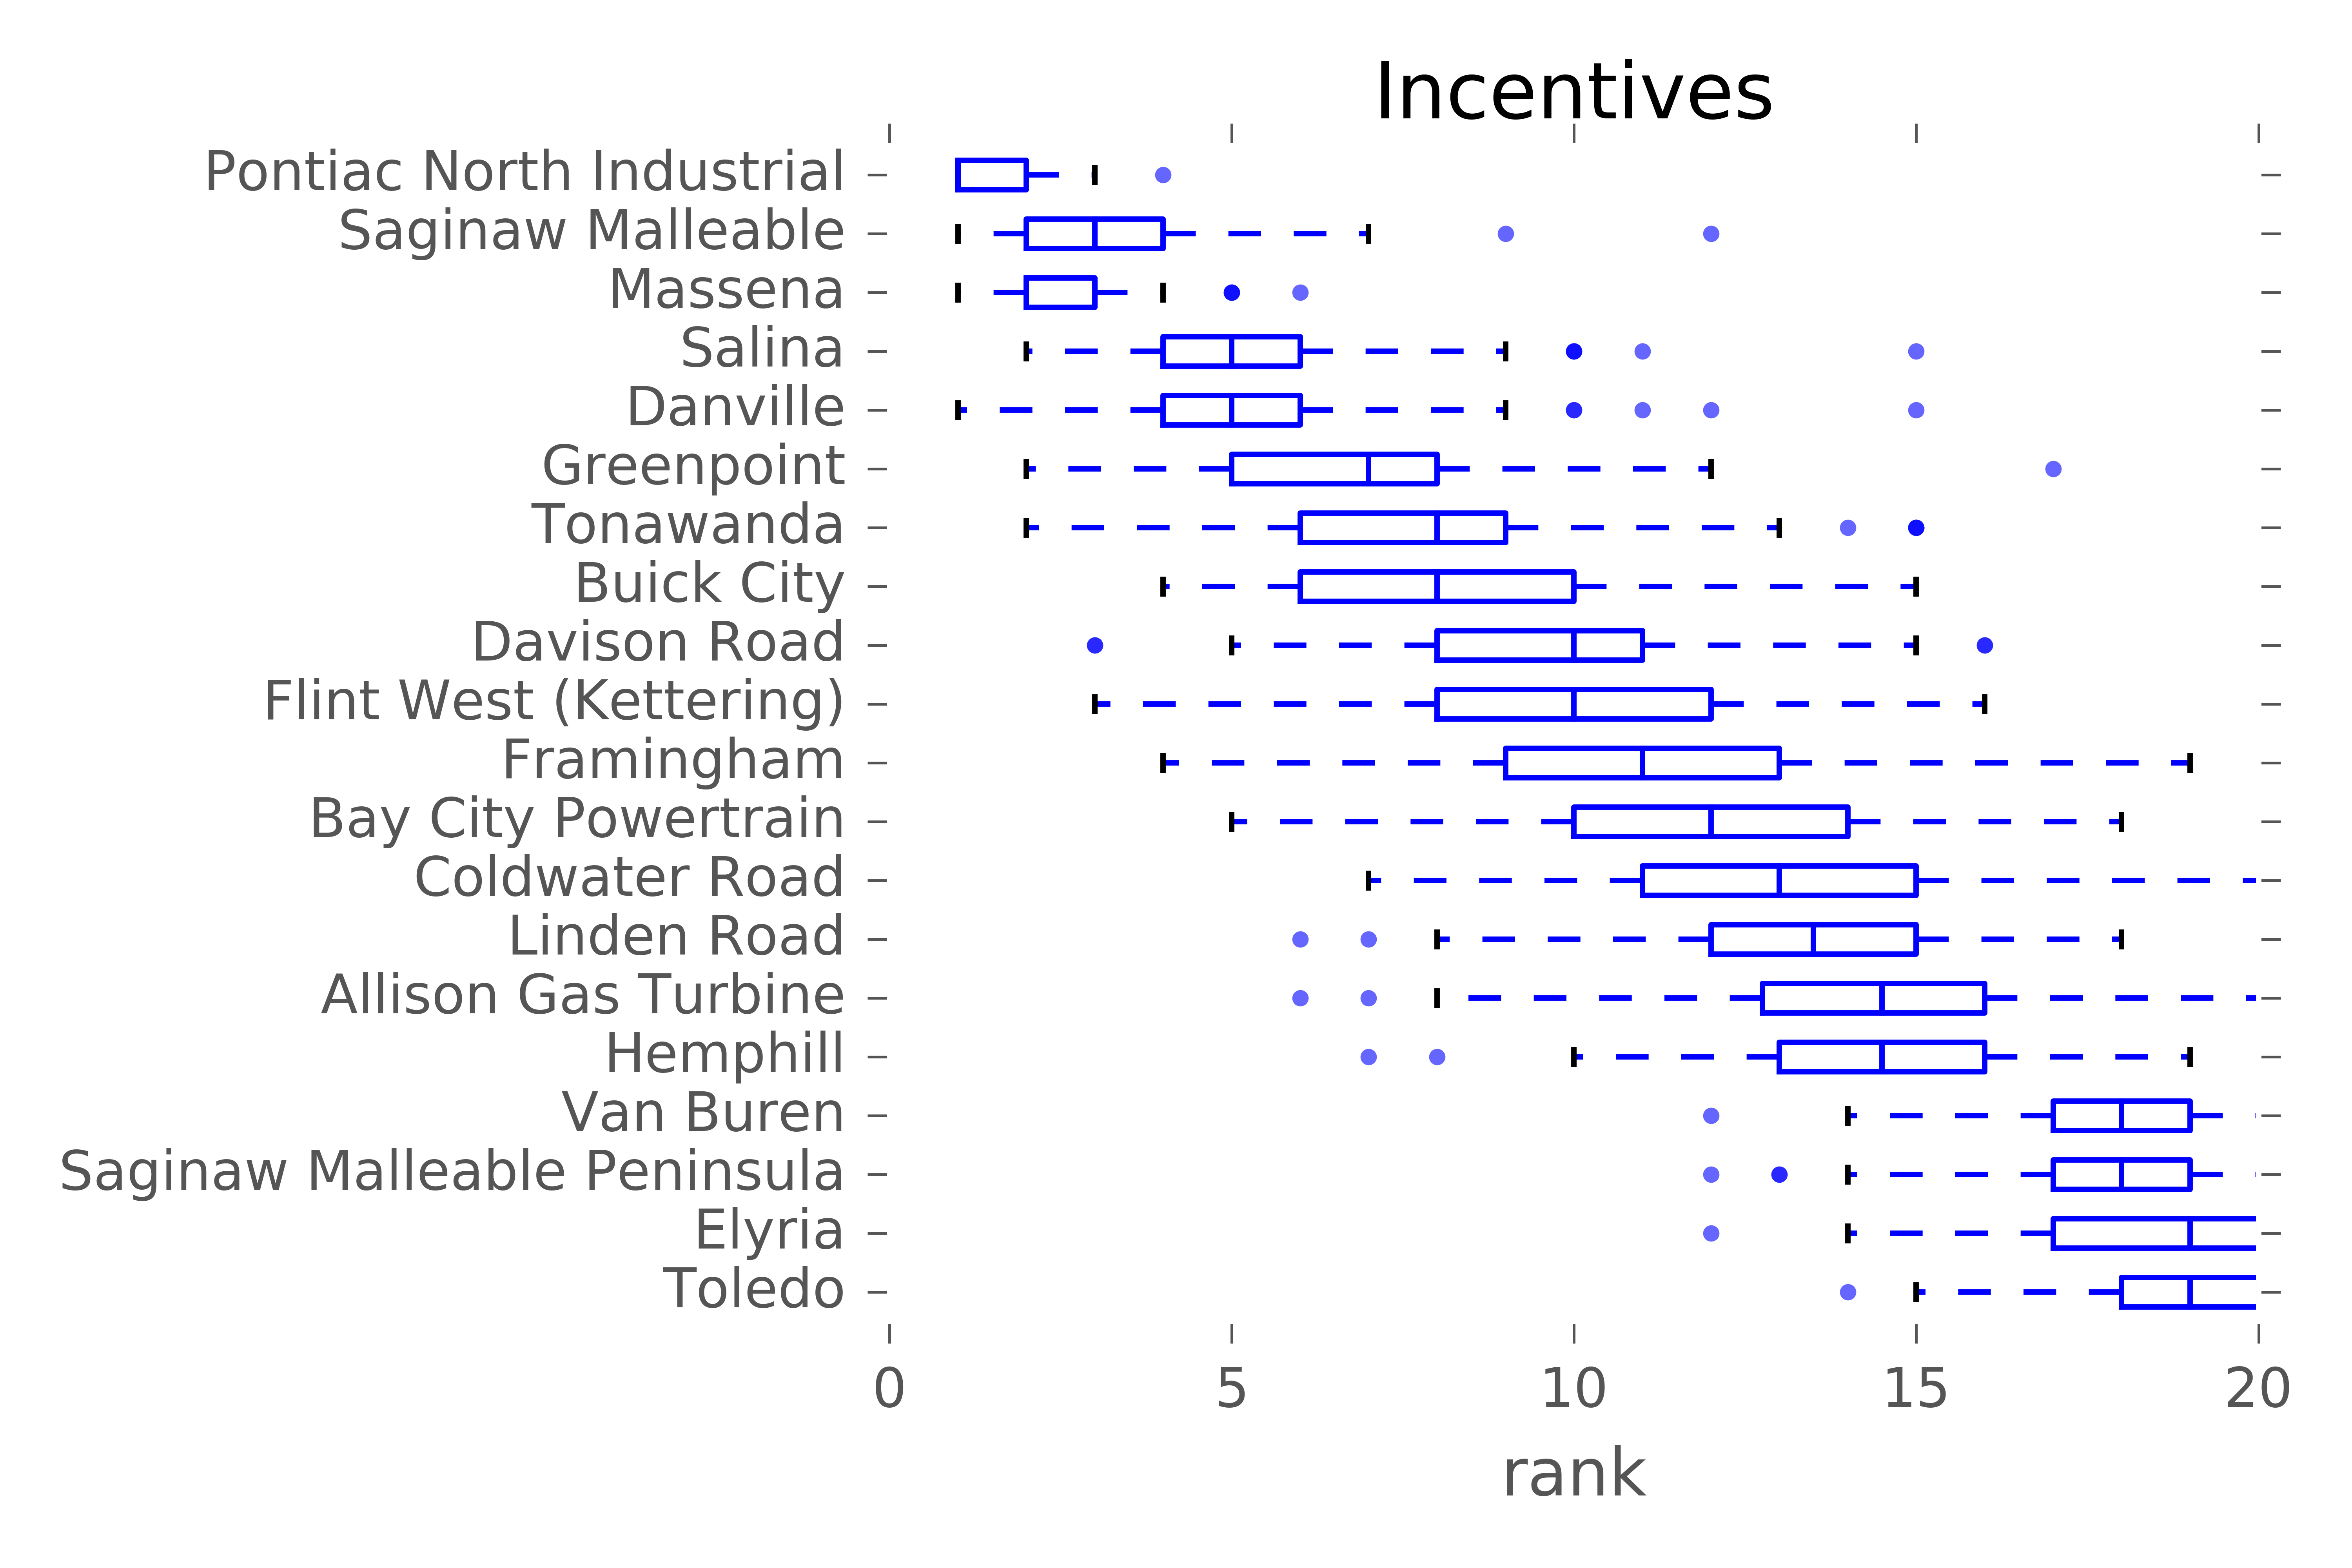 Incentives
Pontiac North Industrial
Saginaw Malleable
Massena
Salina
Danville
Greenpoint
Tonawanda
Buick City
Davison Road
Flint West (Kettering)
Framingham
Bay City Powertrain
Coldwater Road
Linden Road
Allison Gas Turbine
Hemphill
Van Buren
Saginaw Malleable Peninsula
Elyria
Toledo
0 5 10 15 20
rank